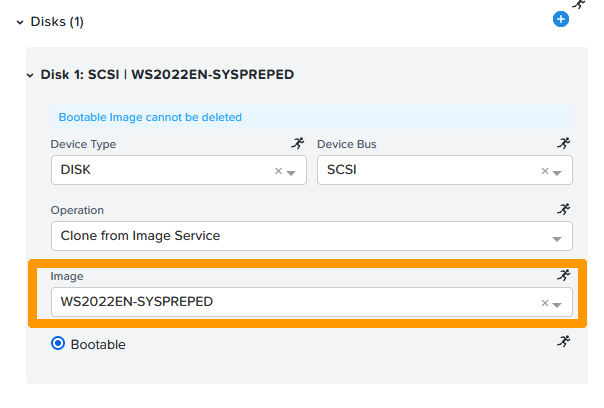 Disks (1)
Disk 1: SCSI | WS2022EN-SYSPREPED
Bootable Image cannot be deleted
Device Type Device Bus
DISK SCSI
Operation
Clone from Image Service
Image
WS2022EN-SYSPREPED
Bootable